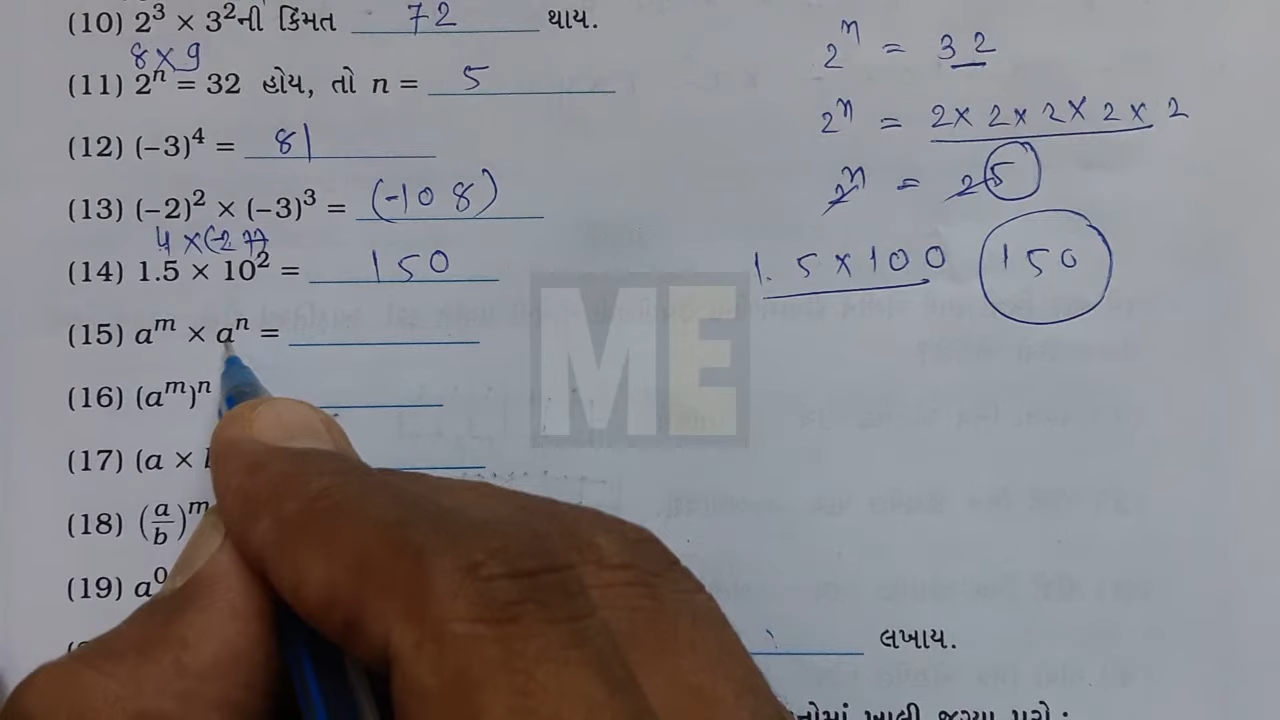 (10) 2³ × 3²ની કિંમત 72 થાય.
8 × 9
(11) 2ⁿ = 32 હોય, તો n = 5
(12) (−3)⁴ = 81
(13) (−2)² × (−3)³ = (-108)
4 × (-27)
(14) 1.5 × 10² = 150
(15) aᵐ × aⁿ =
(16) (aᵐ)ⁿ
(17) (a ×
(18) (a/b)ᵐ
(19) a⁰
લખાય.
ખાલી જગ્યા પૂરો :
2ⁿ = 32
2ⁿ = 2 × 2 × 2 × 2 × 2
2ⁿ = 2⁵
1.5 × 100 150
ME